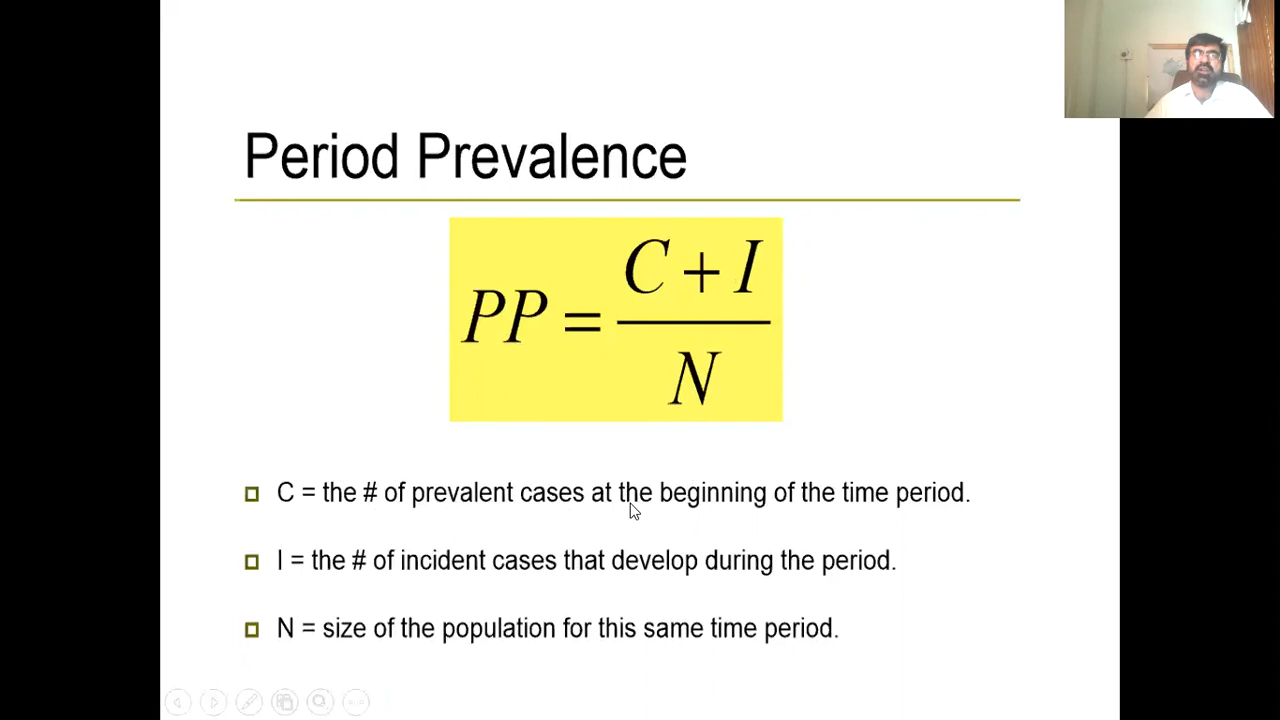 Period Prevalence
PP = C + I / N
C = the # of prevalent cases at the beginning of the time period.
I = the # of incident cases that develop during the period.
N = size of the population for this same time period.